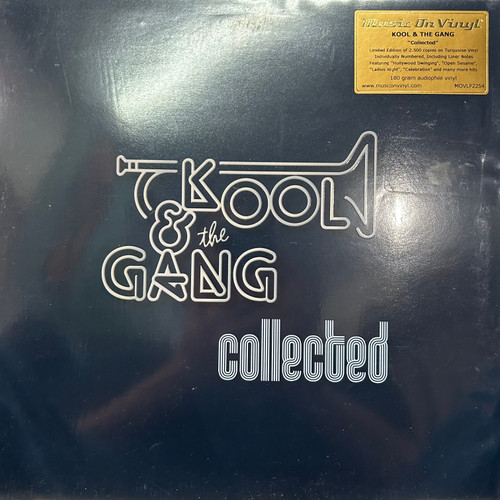 Music On Vinyl
KOOL & THE GANG
"Collected"
Limited Edition of 2.500 copies on Turquoise Vinyl
Individually Numbered, Including Liner Notes
Featuring "Hollywood Swinging", "Open Sesame",
"Ladies Night", "Celebration" and many more hits
180 gram audiophile vinyl
www.musiconvinyl.com MOVLP2254
KOOL
& the
GANG
collected